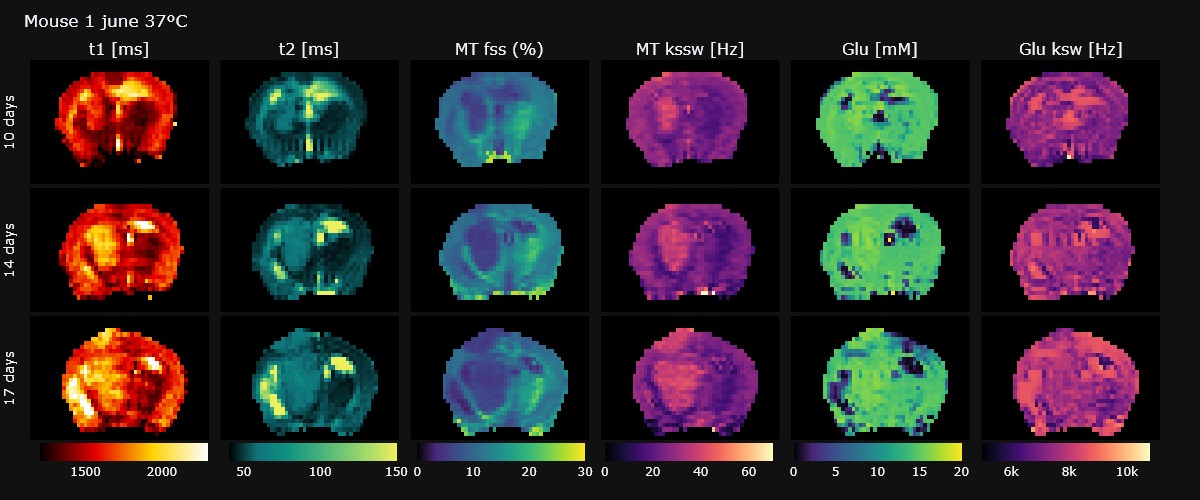 Mouse 1 june 37°C
t1 [ms] t2 [ms] MT fss (%) MT kssw [Hz] Glu [mM] Glu ksw [Hz]
10 days
14 days
17 days
1500 2000 50 100 150 0 10 20 30 0 20 40 60 0 5 10 15 20 6k 8k 10k